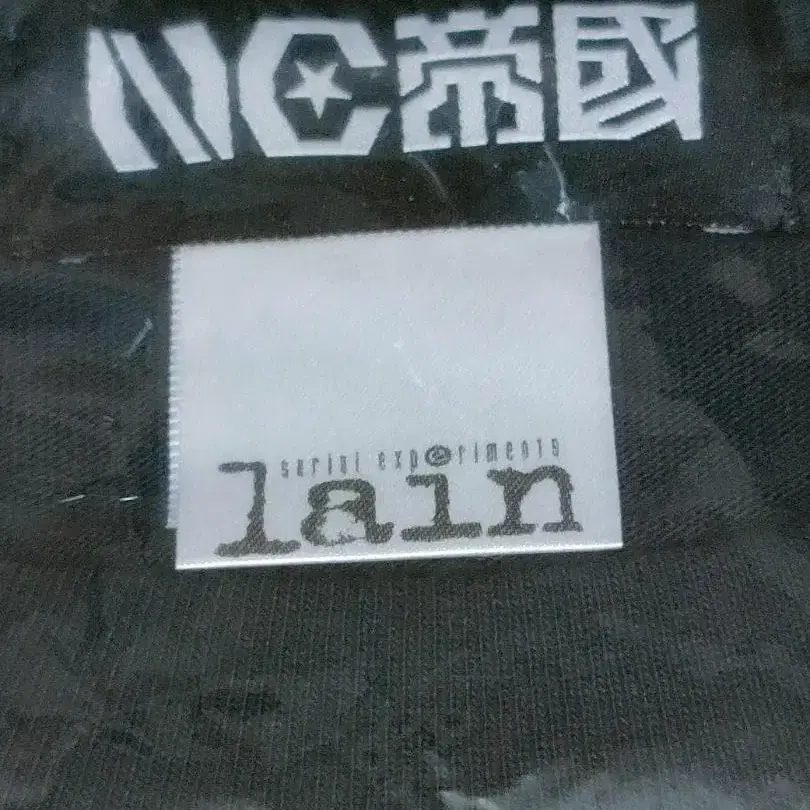 NC帝國
serial experiments
lain